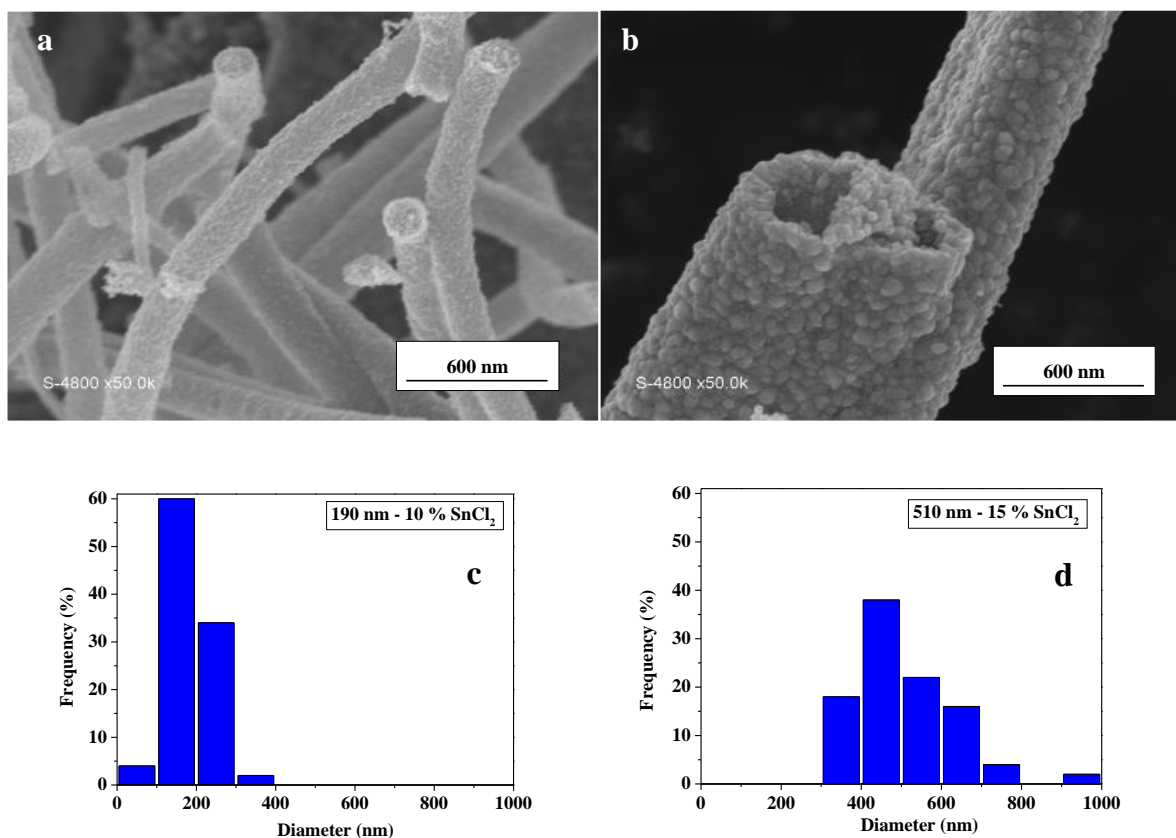 a
S-4800 x50.0k
600 nm
b
S-4800 x50.0k
600 nm
190 nm - 10 % SnCl₂
c
60
50
40
30
20
10
0
Frequency (%)
0 200 400 600 800 1000
Diameter (nm)
510 nm - 15 % SnCl₂
d
60
50
40
30
20
10
0
Frequency (%)
0 200 400 600 800 1000
Diameter (nm)